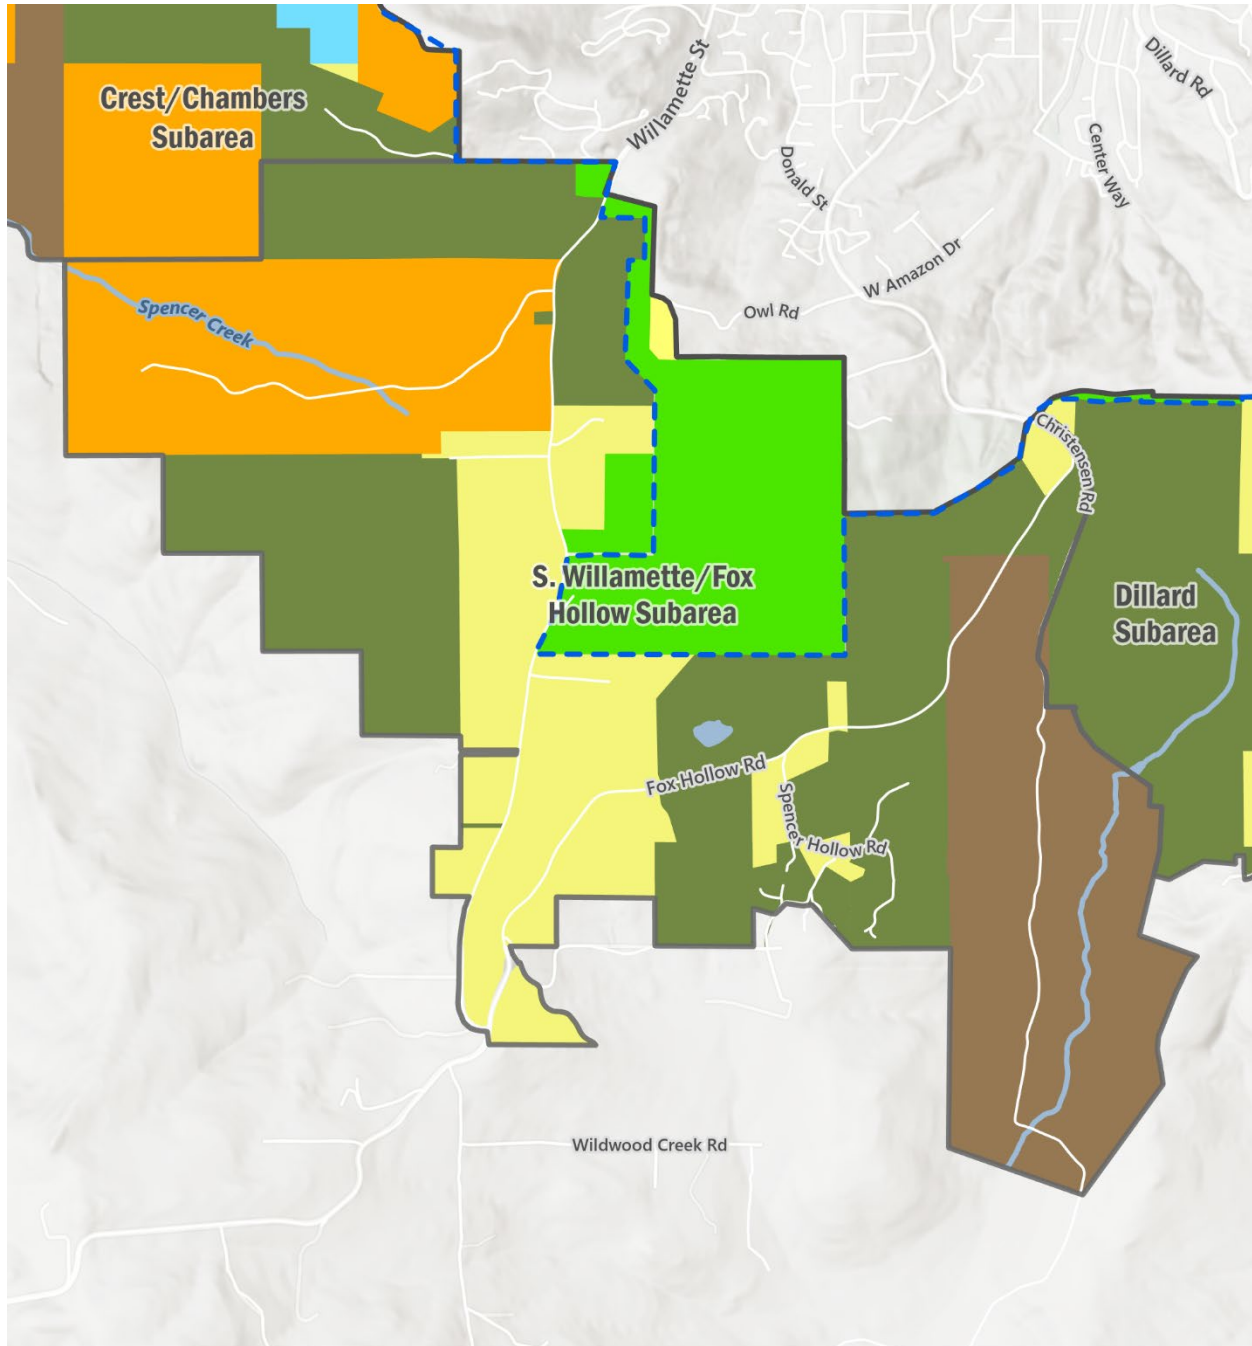 Willamette St
Dillard Rd
Crest/Chambers
Subarea
Center Way
Donald St
W Amazon Dr
Spencer Creek
Owl Rd
Christensen Rd
S. Willamette/Fox
Hollow Subarea
Dillard
Subarea
Fox Hollow Rd
Spencer Hollow Rd
Wildwood Creek Rd